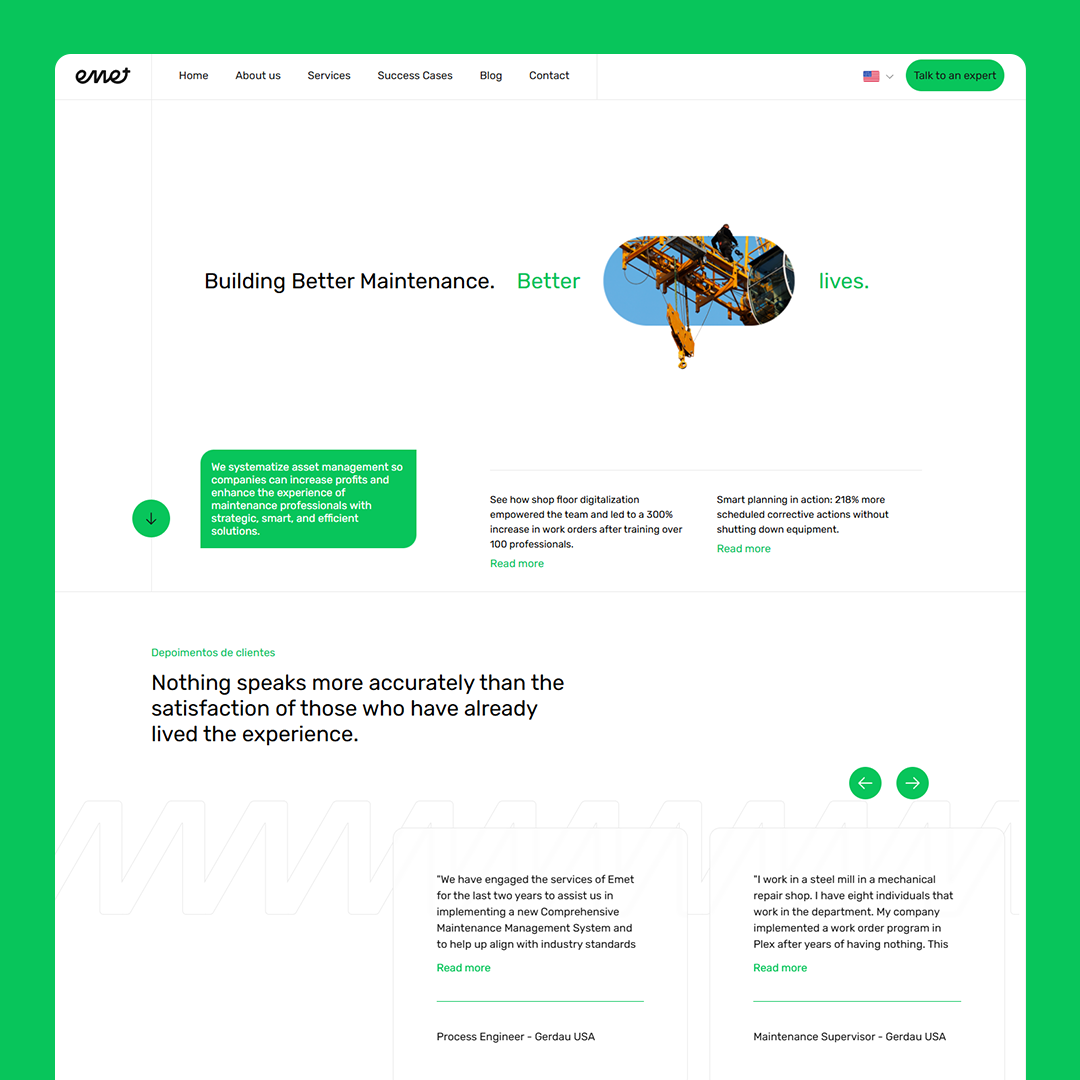 emet
Home About us Services Success Cases Blog Contact
Talk to an expert
Building Better Maintenance. Better lives.
We systematize asset management so
companies can increase profits and
enhance the experience of
maintenance professionals with
strategic, smart, and efficient
solutions.
See how shop floor digitalization
empowered the team and led to a 300%
increase in work orders after training over
100 professionals.
Read more
Smart planning in action: 218% more
scheduled corrective actions without
shutting down equipment.
Read more
Depoimentos de clientes
Nothing speaks more accurately than the
satisfaction of those who have already
lived the experience.
"We have engaged the services of Emet
for the last two years to assist us in
implementing a new Comprehensive
Maintenance Management System and
to help up align with industry standards
Read more
Process Engineer - Gerdau USA
"I work in a steel mill in a mechanical
repair shop. I have eight individuals that
work in the department. My company
implemented a work order program in
Plex after years of having nothing. This
Read more
Maintenance Supervisor - Gerdau USA